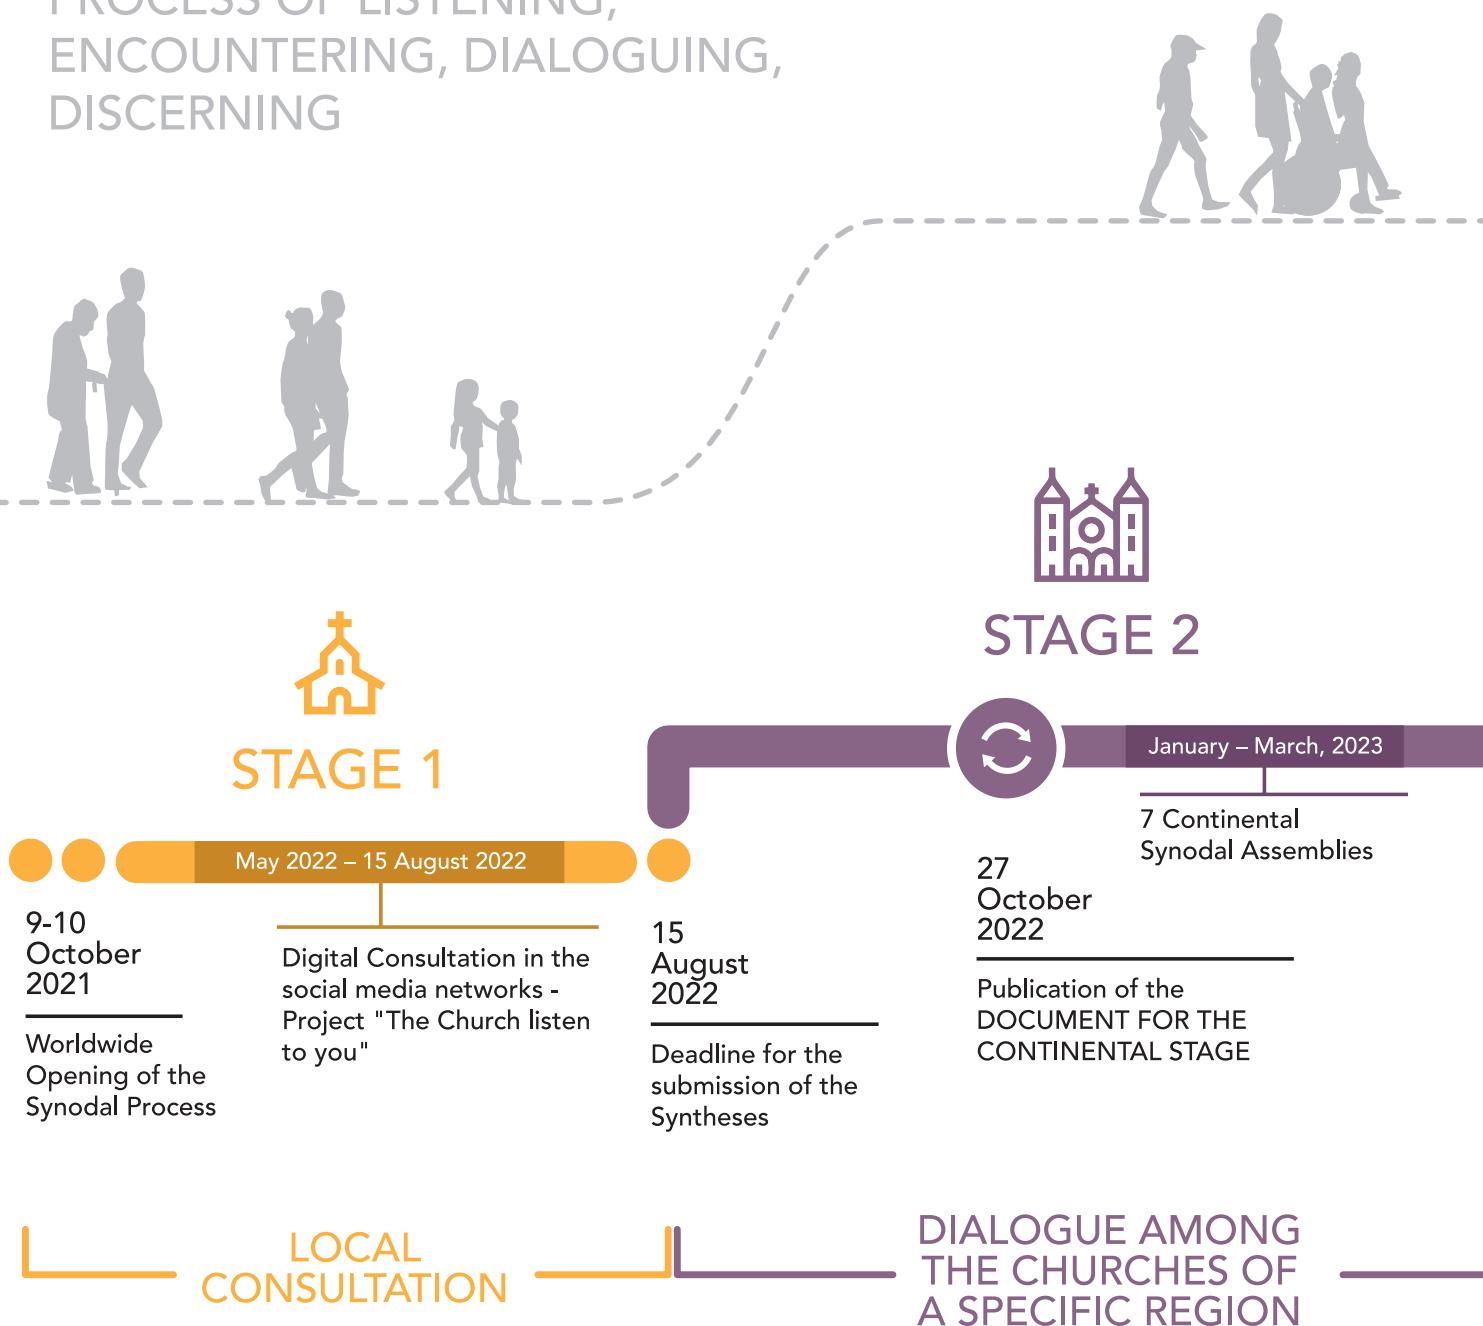 PROCESS OF LISTENING,
ENCOUNTERING, DIALOGUING,
DISCERNING
STAGE 1
May 2022 – 15 August 2022
9-10
October
2021
Worldwide
Opening of the
Synodal Process
Digital Consultation in the
social media networks -
Project "The Church listen
to you"
15
August
2022
Deadline for the
submission of the
Syntheses
LOCAL
CONSULTATION
STAGE 2
January – March, 2023
7 Continental
Synodal Assemblies
27
October
2022
Publication of the
DOCUMENT FOR THE
CONTINENTAL STAGE
DIALOGUE AMONG
THE CHURCHES OF
A SPECIFIC REGION